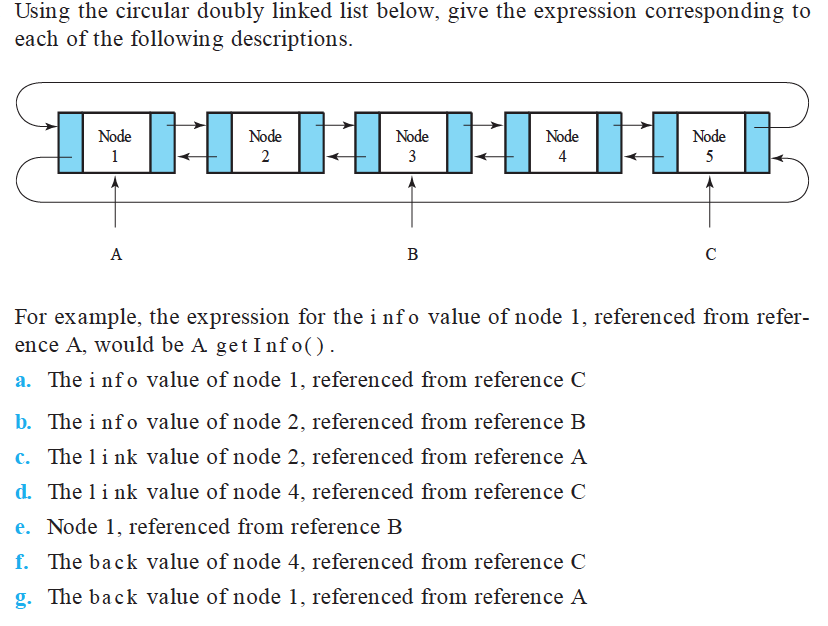 Using the circular doubly linked list below, give the expression corresponding to
each of the following descriptions.
Node Node Node Node Node
1 2 3 4 5
A B C
For example, the expression for the info value of node 1, referenced from refer-
ence A, would be A.getInfo().
a. The info value of node 1, referenced from reference C
b. The info value of node 2, referenced from reference B
c. The link value of node 2, referenced from reference A
d. The link value of node 4, referenced from reference C
e. Node 1, referenced from reference B
f. The back value of node 4, referenced from reference C
g. The back value of node 1, referenced from reference A